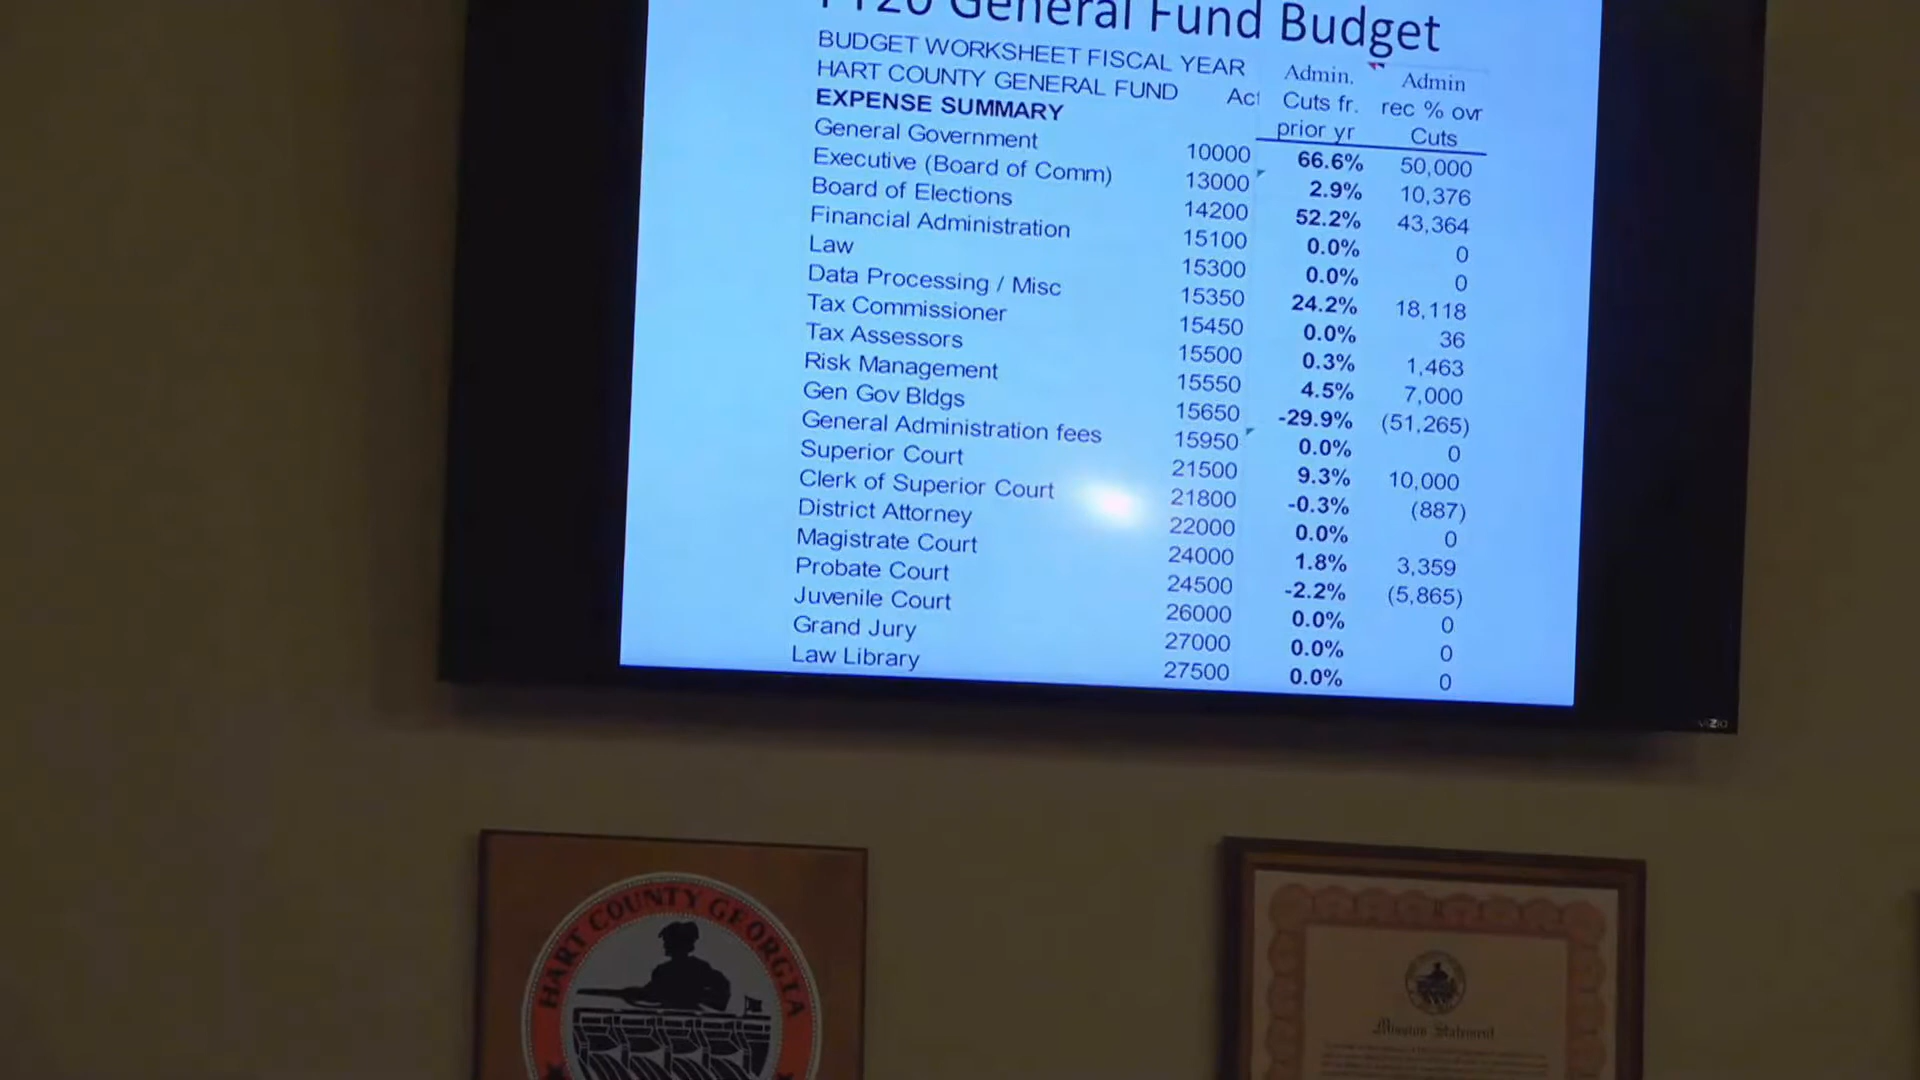 FY20 General Fund Budget
BUDGET WORKSHEET FISCAL YEAR
HART COUNTY GENERAL FUND Act
Admin. Admin
Cuts fr. rec % ovr
prior yr Cuts
EXPENSE SUMMARY
General Government 10000 66.6% 50,000
Executive (Board of Comm) 13000 2.9% 10,376
Board of Elections 14200 52.2% 43,364
Financial Administration 15100 0.0% 0
Law 15300 0.0% 0
Data Processing / Misc 15350 24.2% 18,118
Tax Commissioner 15450 0.0% 36
Tax Assessors 15500 0.3% 1,463
Risk Management 15550 4.5% 7,000
Gen Gov Bldgs 15650 -29.9% (51,265)
General Administration fees 15950 0.0% 0
Superior Court 21500 9.3% 10,000
Clerk of Superior Court 21800 -0.3% (887)
District Attorney 22000 0.0% 0
Magistrate Court 24000 1.8% 3,359
Probate Court 24500 -2.2% (5,865)
Juvenile Court 26000 0.0% 0
Grand Jury 27000 0.0% 0
Law Library 27500 0.0% 0
VIZIO
HART COUNTY GEORGIA
Mission Statement